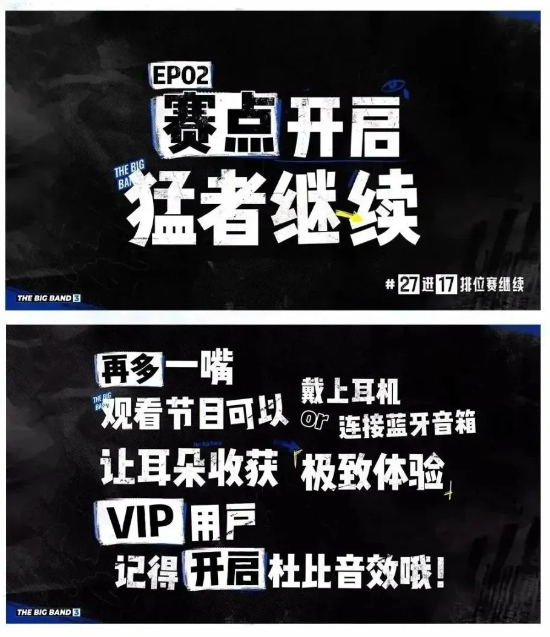 EP02
赛点开启
THE BIG
BAND
猛者继续
#27进17排位赛继续
THE BIG BAND 3
再多一嘴
观看节目可以
戴上耳机
or 连接蓝牙音箱
让耳朵收获「极致体验」
VIP用户
记得开启杜比音效哦!
THE BIG BAND 3